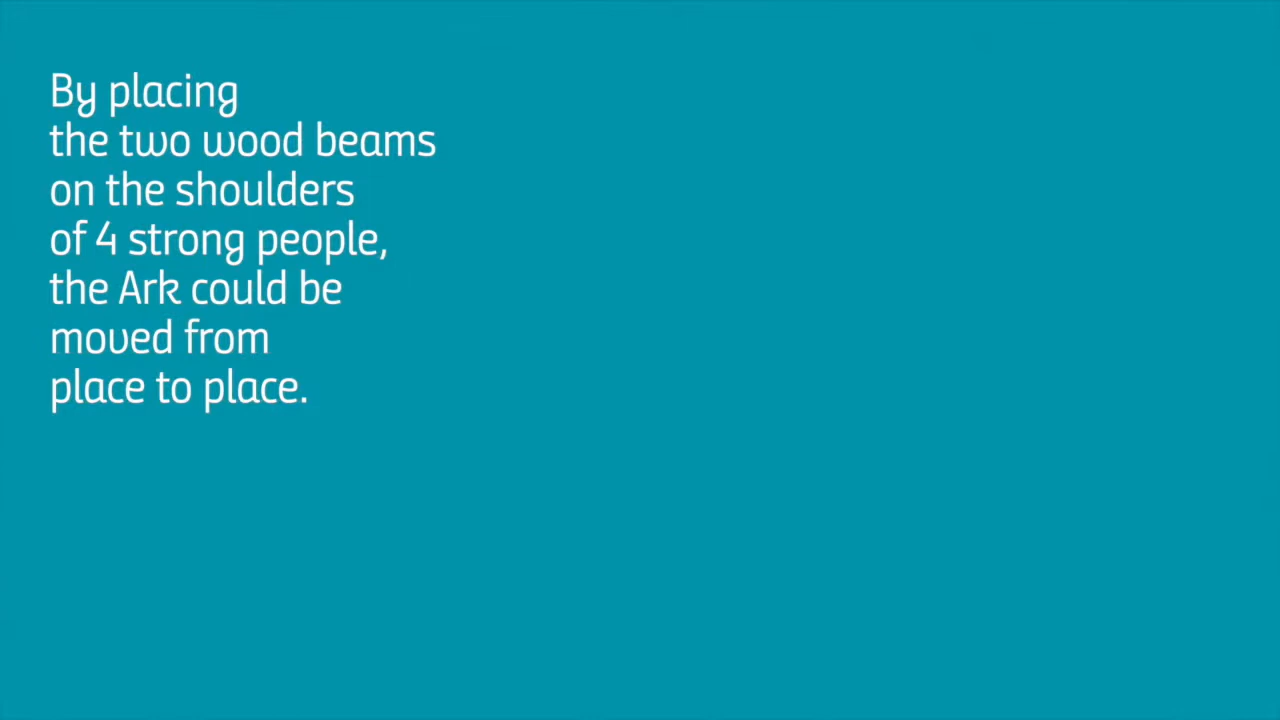 By placing
the two wood beams
on the shoulders
of 4 strong people,
the Ark could be
moved from
place to place.